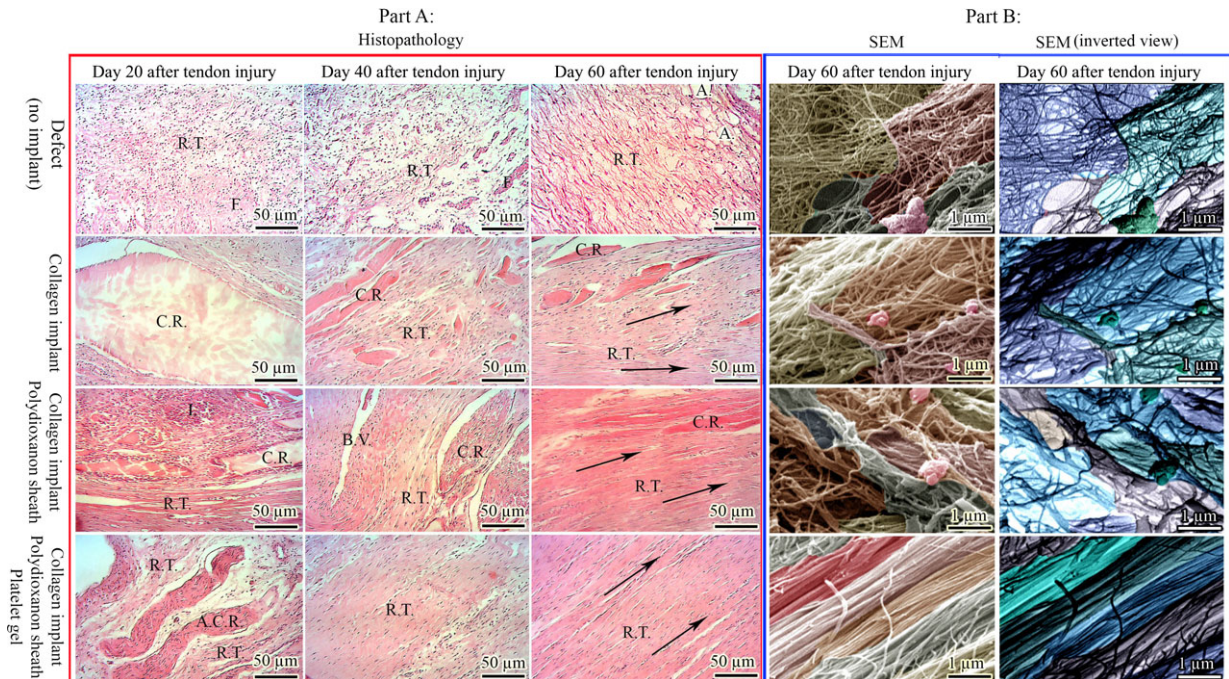 Part A:
Part B:
Histopathology
SEM
SEM (inverted view)
Day 20 after tendon injury
Day 40 after tendon injury
Day 60 after tendon injury
Day 60 after tendon injury
Day 60 after tendon injury
Defect
(no implant)
R.T.
F.
50 µm
R.T.
F.
50 µm
A.
A.
R.T.
50 µm
1 µm
1 µm
Collagen implant
C.R.
50 µm
C.R.
R.T.
50 µm
C.R.
R.T.
50 µm
1 µm
1 µm
Collagen implant
Polydioxanon sheath
I.
C.R.
R.T.
50 µm
B.V.
C.R.
R.T.
50 µm
C.R.
R.T.
50 µm
1 µm
1 µm
Collagen implant
Polydioxanon sheath
Platelet gel
R.T.
A.C.R.
R.T.
50 µm
R.T.
50 µm
R.T.
50 µm
1 µm
1 µm